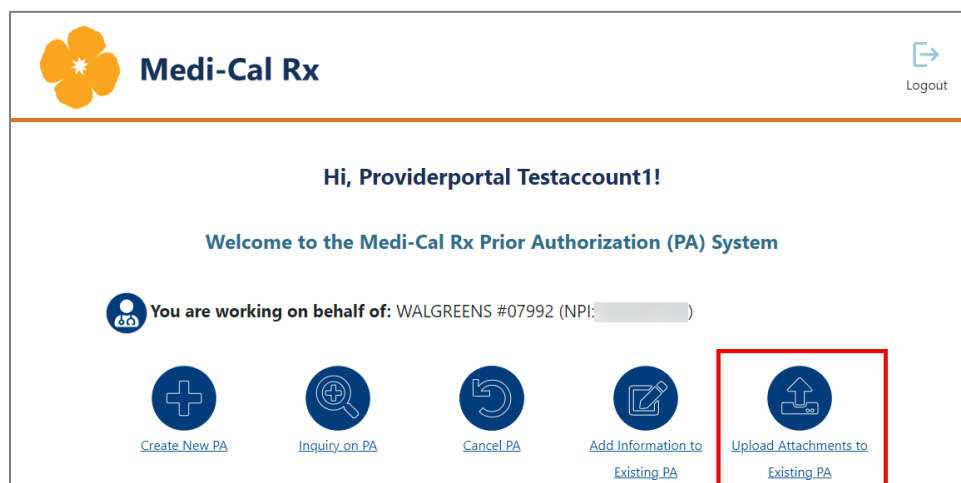 Medi-Cal Rx
Logout
Hi, Providerportal Testaccount1!
Welcome to the Medi-Cal Rx Prior Authorization (PA) System
You are working on behalf of: WALGREENS #07992 (NPI: )
Create New PA
Inquiry on PA
Cancel PA
Add Information to
Existing PA
Upload Attachments to
Existing PA